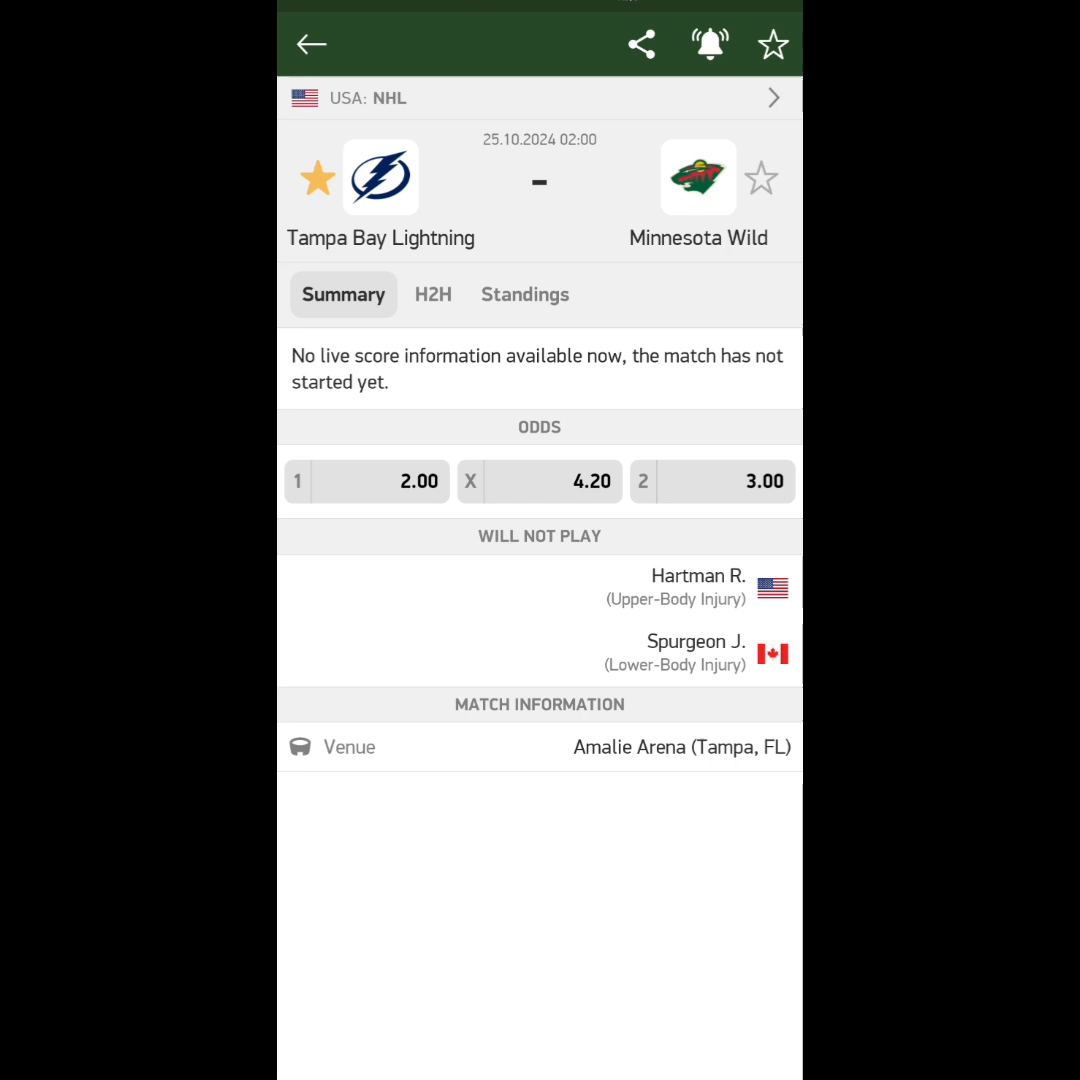 USA: NHL
25.10.2024 02:00
-
Tampa Bay Lightning
Minnesota Wild
Summary H2H Standings
No live score information available now, the match has not
started yet.
ODDS
1 2.00 X 4.20 2 3.00
WILL NOT PLAY
Hartman R.
(Upper-Body Injury)
Spurgeon J.
(Lower-Body Injury)
MATCH INFORMATION
Venue Amalie Arena (Tampa, FL)